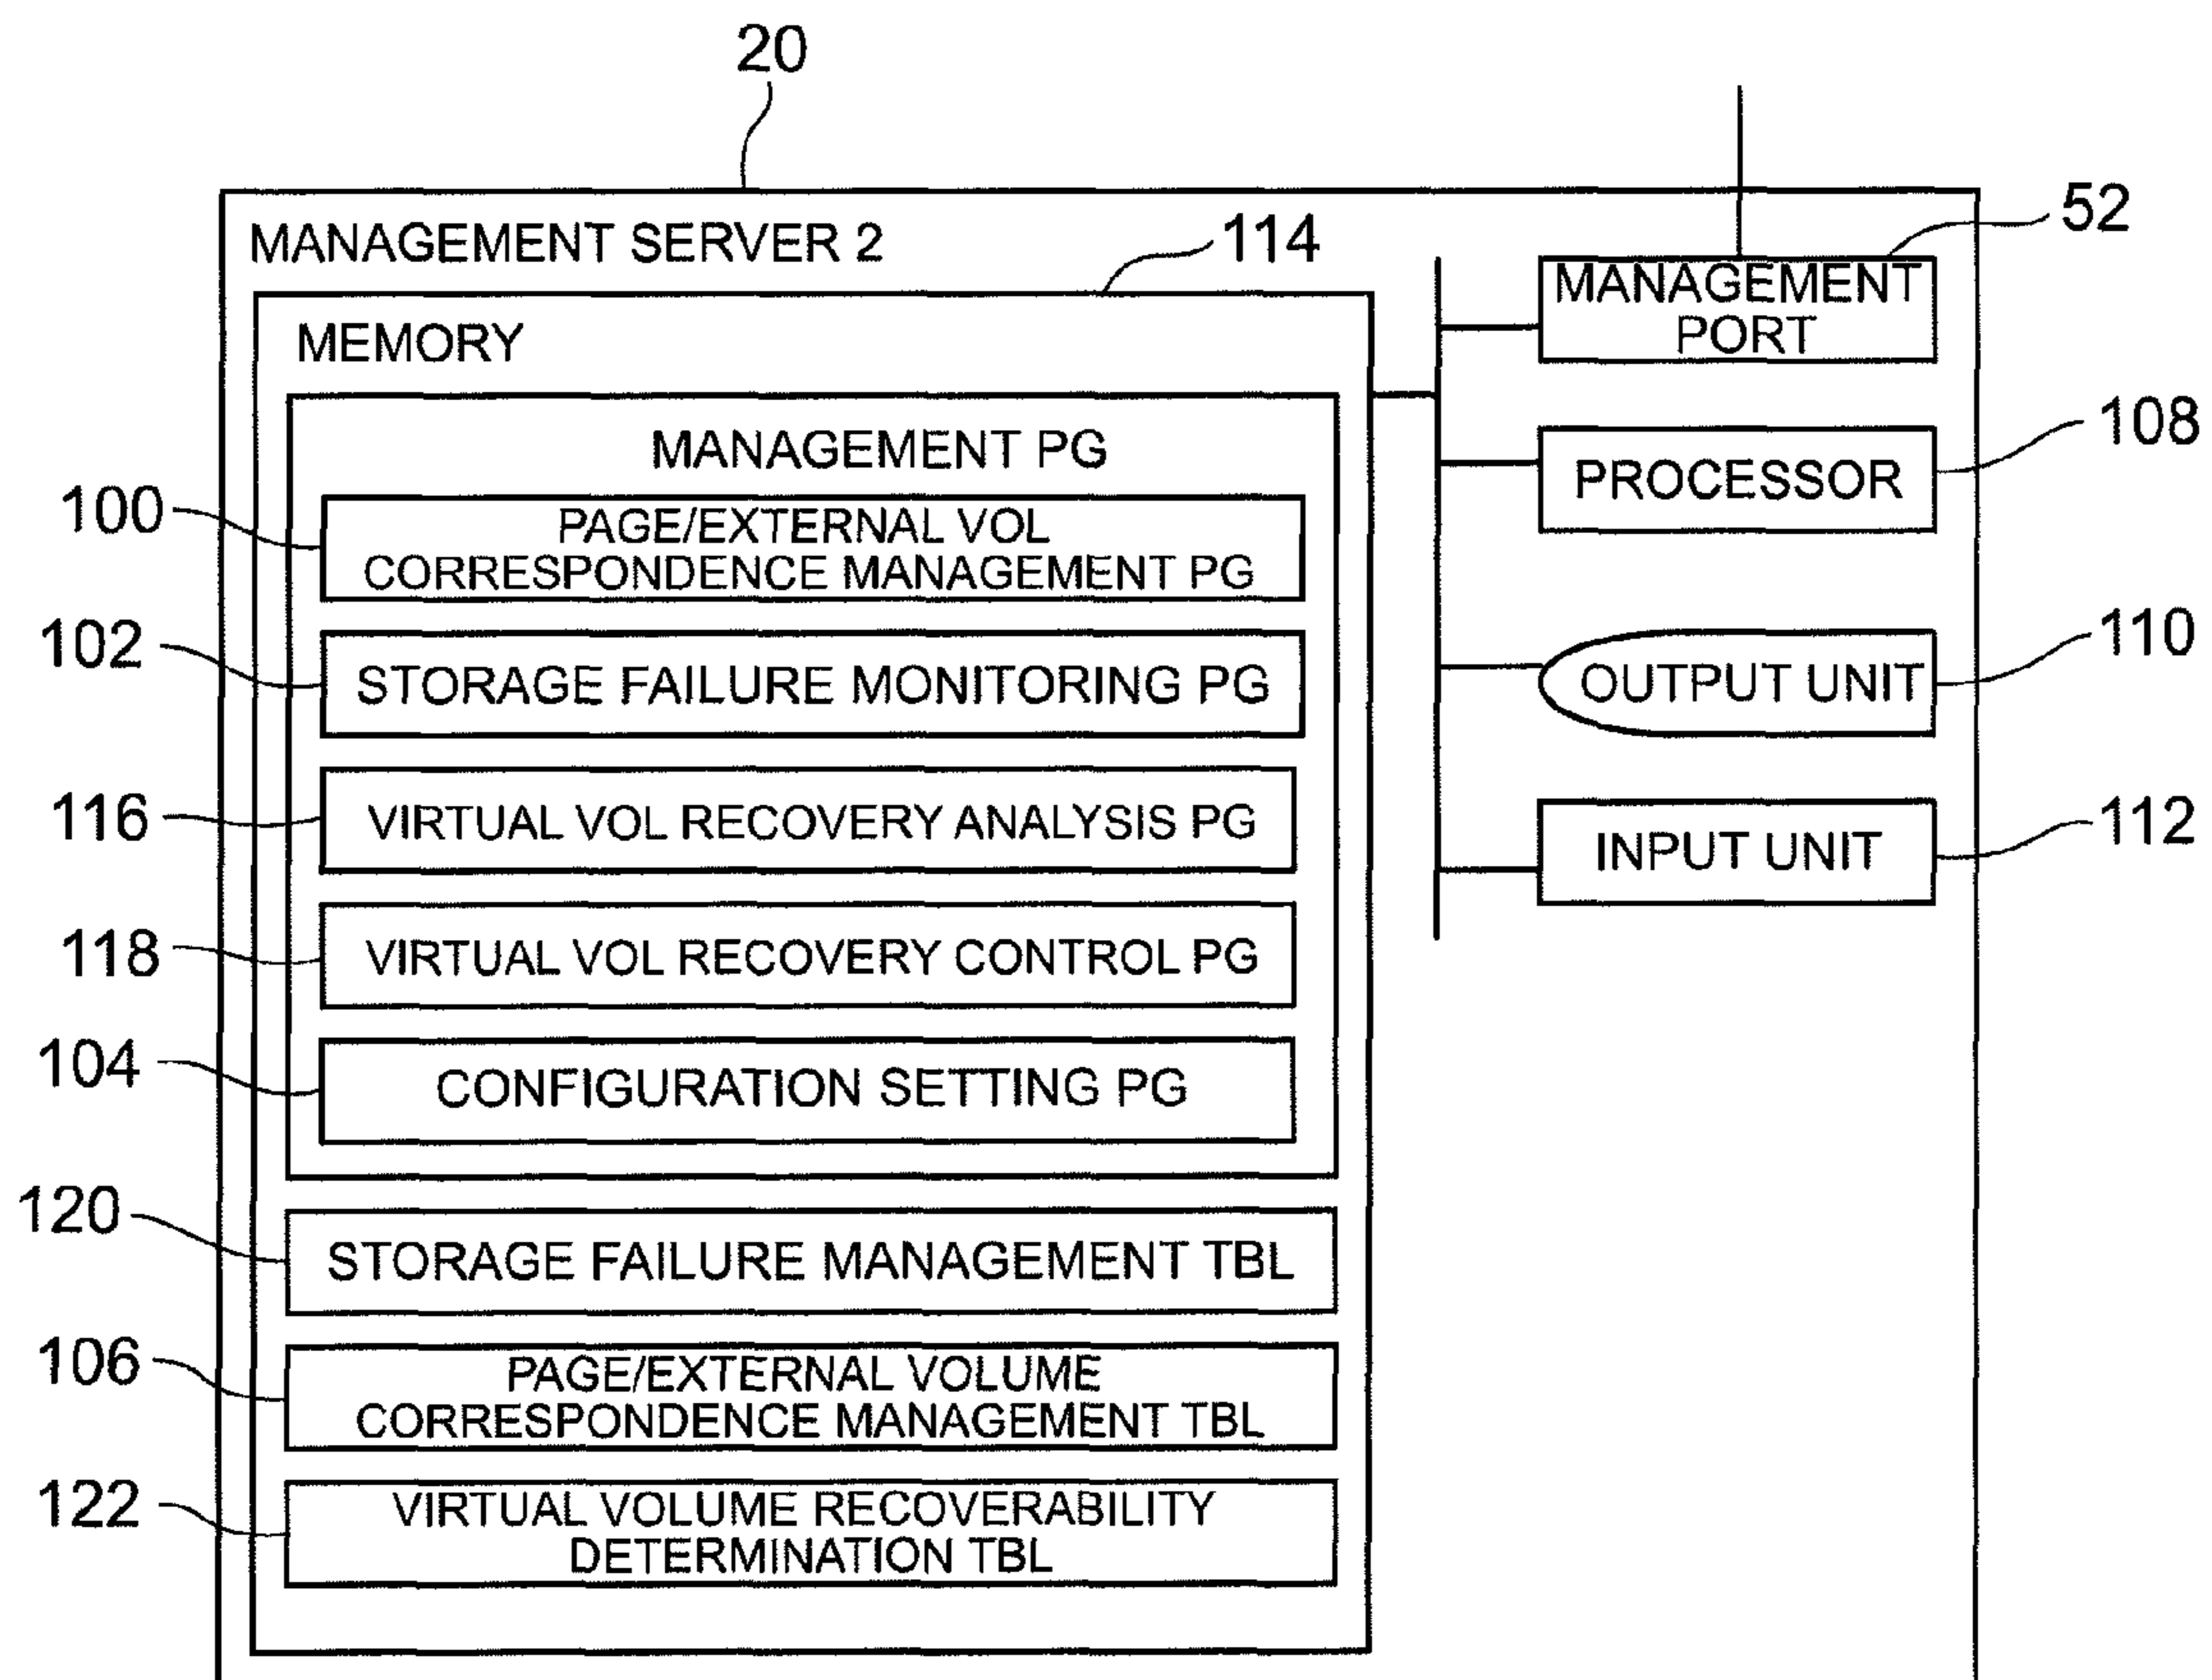 20
MANAGEMENT SERVER 2
114
52
MEMORY
MANAGEMENT
PORT
MANAGEMENT PG
108
PROCESSOR
100
PAGE/EXTERNAL VOL
CORRESPONDENCE MANAGEMENT PG
102
STORAGE FAILURE MONITORING PG
110
OUTPUT UNIT
116
VIRTUAL VOL RECOVERY ANALYSIS PG
112
INPUT UNIT
118
VIRTUAL VOL RECOVERY CONTROL PG
104
CONFIGURATION SETTING PG
120
STORAGE FAILURE MANAGEMENT TBL
106
PAGE/EXTERNAL VOLUME
CORRESPONDENCE MANAGEMENT TBL
122
VIRTUAL VOLUME RECOVERABILITY
DETERMINATION TBL